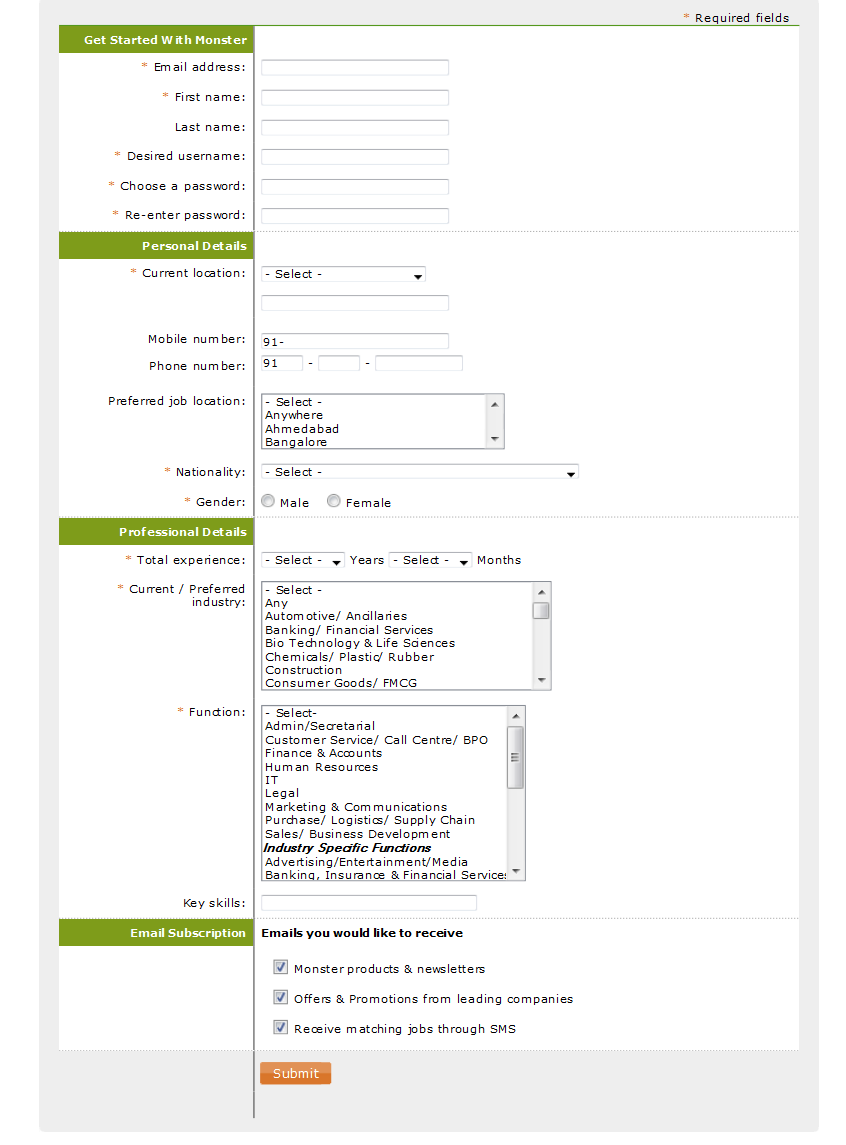 * Required fields
Get Started With Monster
* Email address:
* First name:
Last name:
* Desired username:
* Choose a password:
* Re-enter password:
Personal Details
* Current location: - Select -
Mobile number: 91-
Phone number: 91 - -
Preferred job location: - Select -
Anywhere
Ahmedabad
Bangalore
* Nationality: - Select -
* Gender: Male Female
Professional Details
* Total experience: - Select - Years - Select - Months
* Current / Preferred
industry:
- Select -
Any
Automotive/ Ancillaries
Banking/ Financial Services
Bio Technology & Life Sciences
Chemicals/ Plastic/ Rubber
Construction
Consumer Goods/ FMCG
* Function: - Select-
Admin/Secretarial
Customer Service/ Call Centre/ BPO
Finance & Accounts
Human Resources
IT
Legal
Marketing & Communications
Purchase/ Logistics/ Supply Chain
Sales/ Business Development
Industry Specific Functions
Advertising/Entertainment/Media
Banking, Insurance & Financial Services
Key skills:
Email Subscription Emails you would like to receive
Monster products & newsletters
Offers & Promotions from leading companies
Receive matching jobs through SMS
Submit